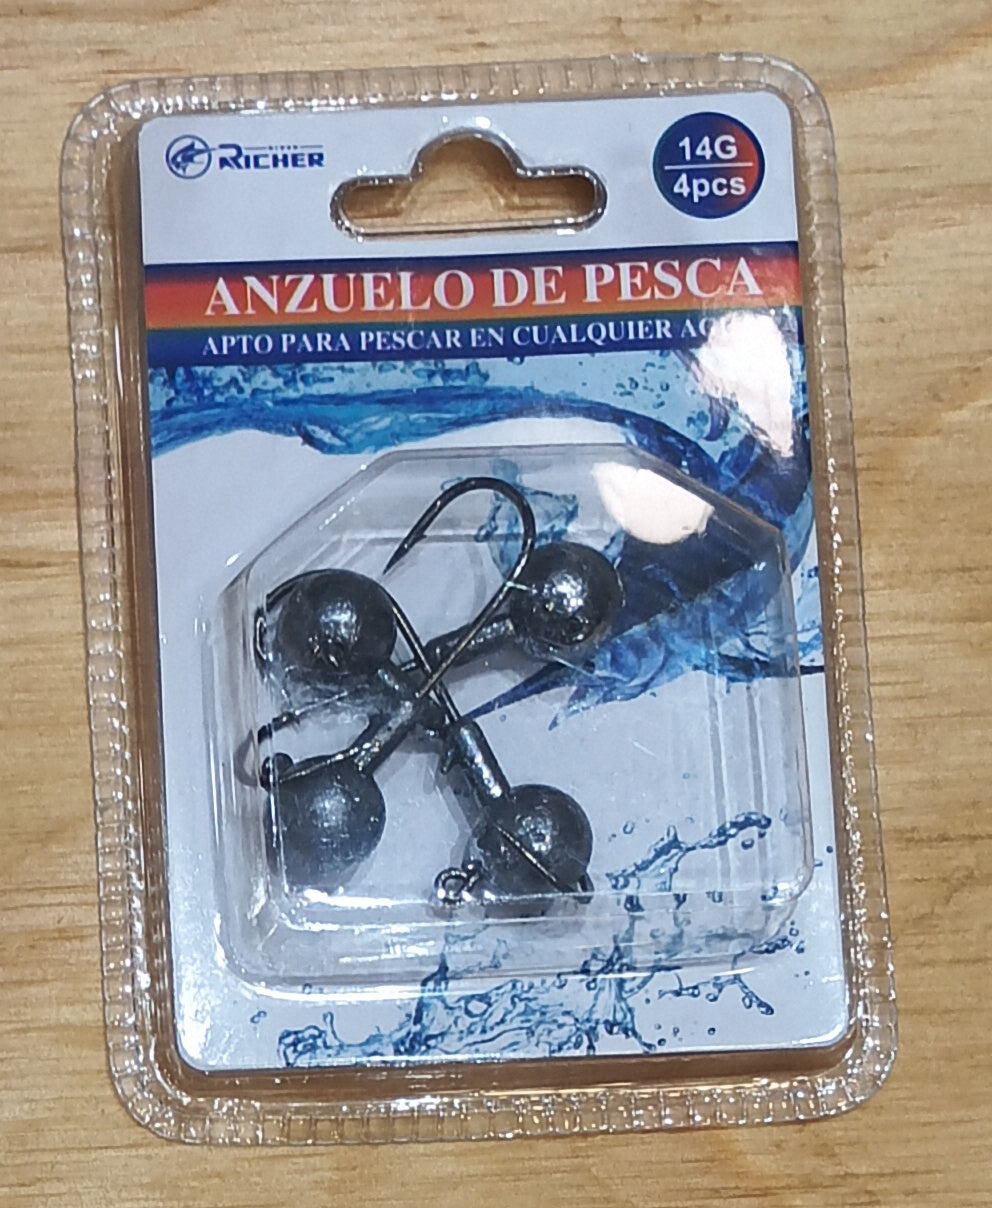 RICHER
14G
4pcs
ANZUELO DE PESCA
APTO PARA PESCAR EN CUALQUIER